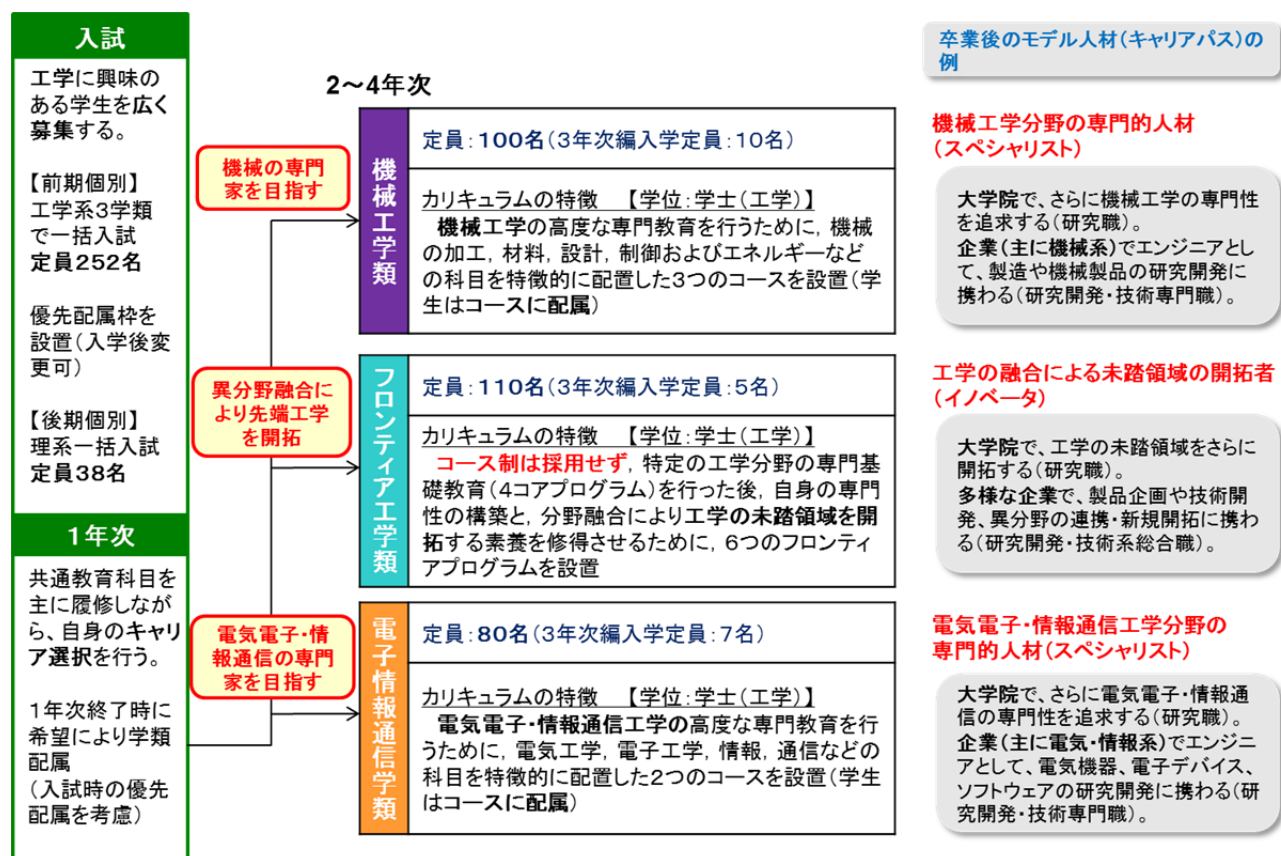 入試
工学に興味の
ある学生を広く
募集する。
【前期個別】
工学系3学類
で一括入試
定員252名
優先配属枠を
設置(入学後変
更可)
【後期個別】
理系一括入試
定員38名
1年次
共通教育科目を
主に履修しなが
ら、自身のキャリ
ア選択を行う。
1年次終了時に
希望により学類
配属
(入試時の優先
配属を考慮)
機械の専門
家を目指す
異分野融合に
より先端工学
を開拓
電気電子・情
報通信の専門
家を目指す
2～4年次
機械工学類
定員：100名(3年次編入学定員：10名)
カリキュラムの特徴　【学位：学士(工学)】
機械工学の高度な専門教育を行うために，機械
の加工，材料，設計，制御およびエネルギーなど
の科目を特徴的に配置した3つのコースを設置(学
生はコースに配属)
フロンティア工学類
定員：110名(3年次編入学定員：5名)
カリキュラムの特徴　【学位：学士(工学)】
コース制は採用せず，特定の工学分野の専門基
礎教育(4コアプログラム)を行った後，自身の専門
性の構築と，分野融合により工学の未踏領域を開
拓する素養を修得させるために，6つのフロンティ
アプログラムを設置
電子情報通信学類
定員：80名(3年次編入学定員：7名)
カリキュラムの特徴　【学位：学士(工学)】
電気電子・情報通信工学の高度な専門教育を行
うために，電気工学，電子工学，情報，通信などの
科目を特徴的に配置した2つのコースを設置(学生
はコースに配属)
卒業後のモデル人材(キャリアパス)の
例
機械工学分野の専門的人材
(スペシャリスト)
大学院で、さらに機械工学の専門性
を追求する(研究職)。
企業(主に機械系)でエンジニアとし
て、製造や機械製品の研究開発に
携わる(研究開発・技術専門職)。
工学の融合による未踏領域の開拓者
(イノベータ)
大学院で、工学の未踏領域をさらに
開拓する(研究職)。
多様な企業で、製品企画や技術開
発、異分野の連携・新規開拓に携わ
る(研究開発・技術系総合職)。
電気電子・情報通信工学分野の
専門的人材(スペシャリスト)
大学院で、さらに電気電子・情報通
信の専門性を追求する(研究職)。
企業(主に電気・情報系)でエンジニ
アとして、電気機器、電子デバイス、
ソフトウェアの研究開発に携わる(研
究開発・技術専門職)。